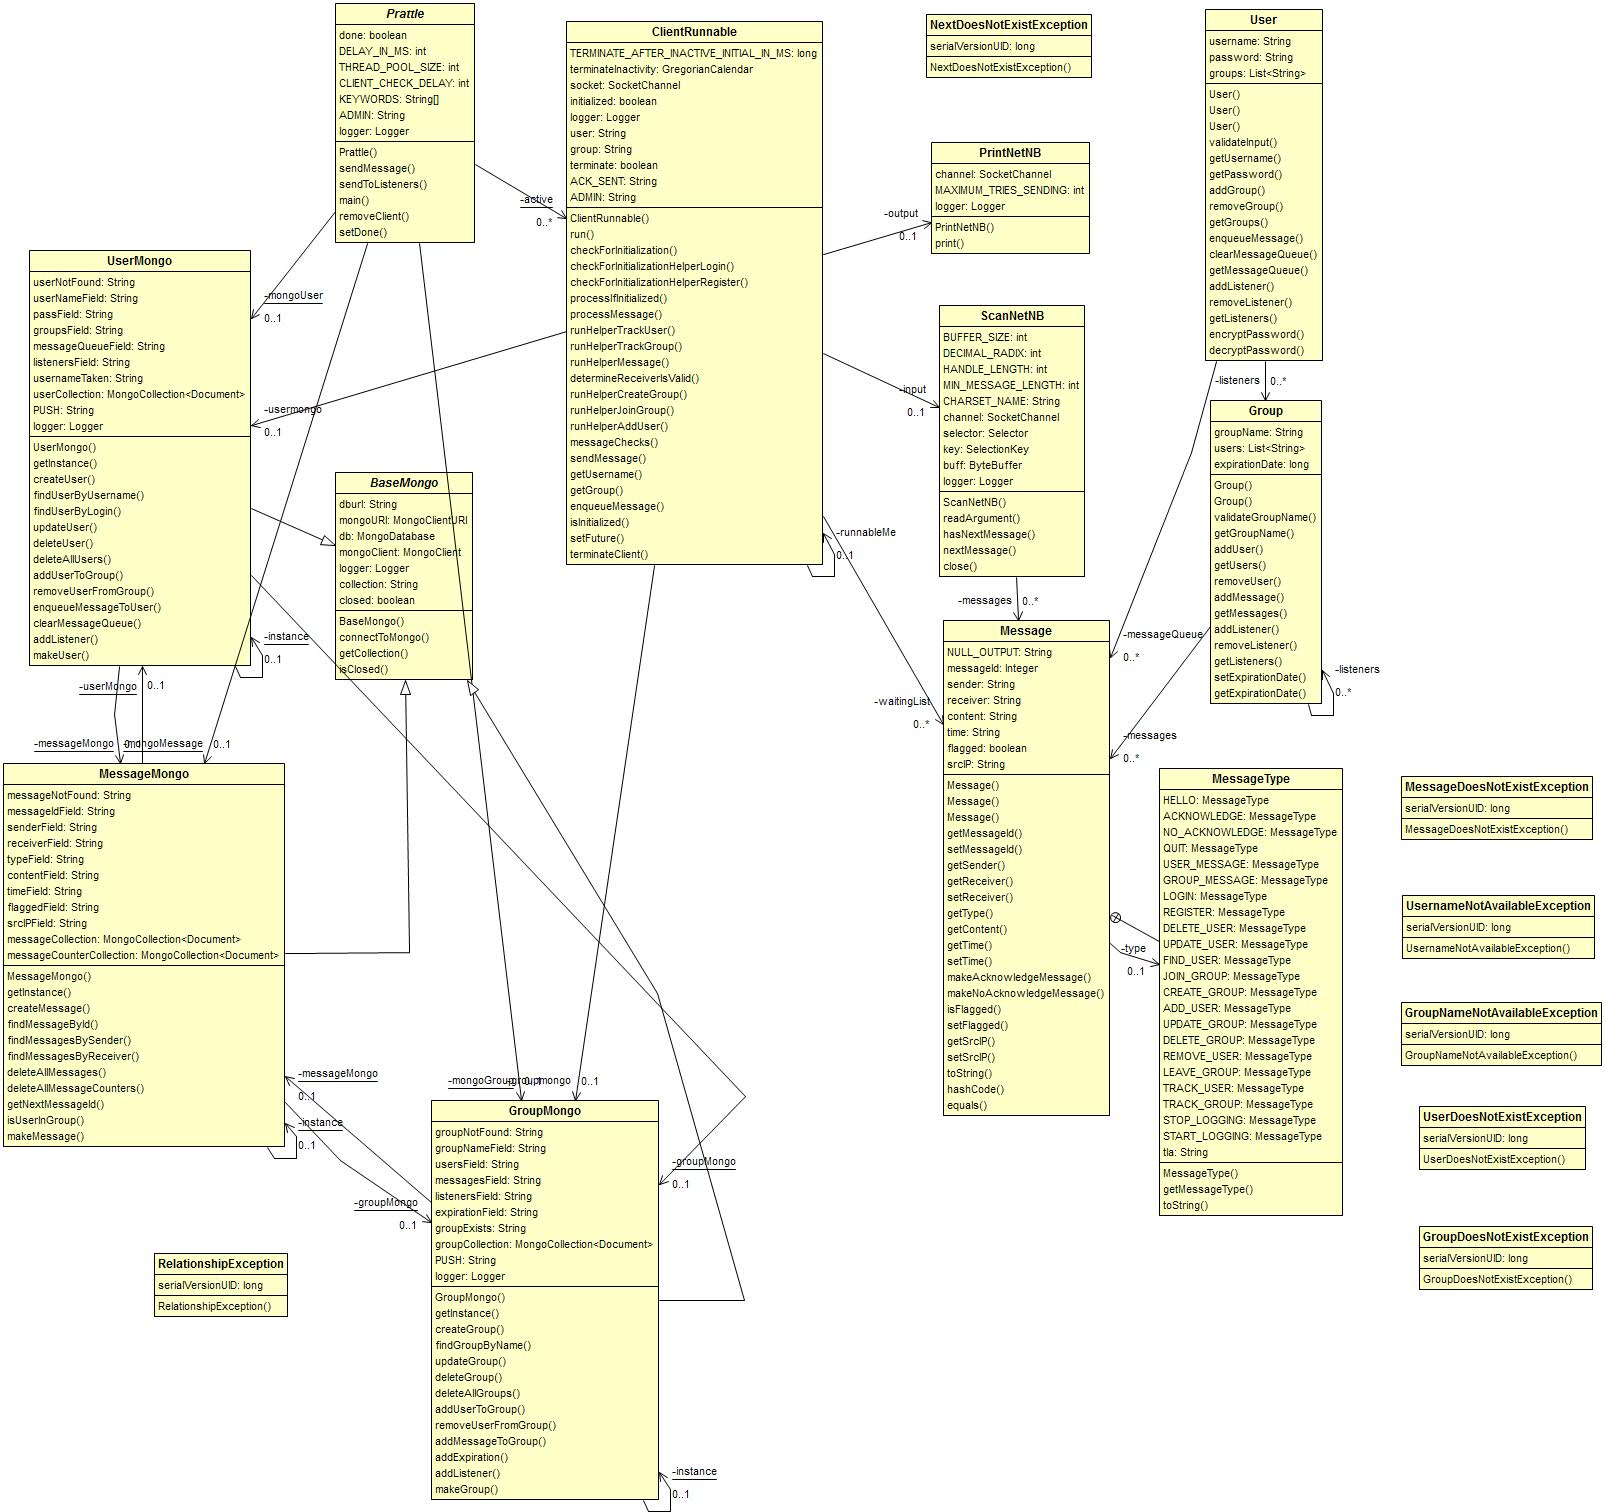 Prattle
done: boolean
DELAY_IN_MS: int
THREAD_POOL_SIZE: int
CLIENT_CHECK_DELAY: int
KEYWORDS: String[]
ADMIN: String
logger: Logger
Prattle()
sendMessage()
sendToListeners()
main()
removeClient()
setDone()
ClientRunnable
TERMINATE_AFTER_INACTIVE_INITIAL_IN_MS: long
terminateInactivity: GregorianCalendar
socket: SocketChannel
initialized: boolean
logger: Logger
user: String
group: String
terminate: boolean
ACK_SENT: String
ADMIN: String
ClientRunnable()
run()
checkForInitialization()
checkForInitializationHelperLogin()
checkForInitializationHelperRegister()
processIfInitialized()
processMessage()
runHelperTrackUser()
runHelperTrackGroup()
runHelperMessage()
determineReceiverIsValid()
runHelperCreateGroup()
runHelperJoinGroup()
runHelperAddUser()
messageChecks()
sendMessage()
getUsername()
getGroup()
enqueueMessage()
isInitialized()
setFuture()
terminateClient()
NextDoesNotExistException
serialVersionUID: long
NextDoesNotExistException()
PrintNetNB
channel: SocketChannel
MAXIMUM_TRIES_SENDING: int
logger: Logger
PrintNetNB()
print()
ScanNetNB
BUFFER_SIZE: int
DECIMAL_RADIX: int
HANDLE_LENGTH: int
MIN_MESSAGE_LENGTH: int
CHARSET_NAME: String
channel: SocketChannel
selector: Selector
key: SelectionKey
buff: ByteBuffer
logger: Logger
ScanNetNB()
readArgument()
hasNextMessage()
nextMessage()
close()
User
username: String
password: String
groups: List<String>
User()
User()
User()
validateInput()
getUsername()
getPassword()
addGroup()
removeGroup()
getGroups()
enqueueMessage()
clearMessageQueue()
getMessageQueue()
addListener()
removeListener()
getListeners()
encryptPassword()
decryptPassword()
-listeners
0..*
Group
groupName: String
users: List<String>
expirationDate: long
Group()
Group()
validateGroupName()
getGroupName()
addUser()
getUsers()
removeUser()
addMessage()
getMessages()
addListener()
removeListener()
getListeners()
setExpirationDate()
getExpirationDate()
-listeners
0..*
-active
0..*
-output
0..1
-input
0..1
-runnableMe
0..1
-waitingList
0..*
-messages
0..*
-messageQueue
0..*
-messages
0..*
UserMongo
userNotFound: String
userNameField: String
passField: String
groupsField: String
messageQueueField: String
listenersField: String
usernameTaken: String
userCollection: MongoCollection<Document>
PUSH: String
logger: Logger
UserMongo()
getInstance()
createUser()
findUserByUsername()
findUserByLogin()
updateUser()
deleteUser()
deleteAllUsers()
addUserToGroup()
removeUserFromGroup()
enqueueMessageToUser()
clearMessageQueue()
addListener()
makeUser()
-mongoUser
0..1
-usermongo
0..1
-instance
0..1
BaseMongo
dburl: String
mongoURI: MongoClientURI
db: MongoDatabase
mongoClient: MongoClient
logger: Logger
collection: String
closed: boolean
BaseMongo()
connectToMongo()
getCollection()
isClosed()
-userMongo
0..1
-messageMongo
0..1
-mongoMessage
0..1
MessageMongo
messageNotFound: String
messageIdField: String
senderField: String
receiverField: String
typeField: String
contentField: String
timeField: String
flaggedField: String
srcIPField: String
messageCollection: MongoCollection<Document>
messageCounterCollection: MongoCollection<Document>
MessageMongo()
getInstance()
createMessage()
findMessageById()
findMessagesBySender()
findMessagesByReceiver()
deleteAllMessages()
deleteAllMessageCounters()
getNextMessageId()
isUserInGroup()
makeMessage()
-messageMongo
0..1
-instance
0..1
-groupMongo
0..1
Message
NULL_OUTPUT: String
messageId: Integer
sender: String
receiver: String
content: String
time: String
flagged: boolean
srcIP: String
Message()
Message()
Message()
getMessageId()
setMessageId()
getSender()
getReceiver()
setReceiver()
getType()
getContent()
getTime()
setTime()
makeAcknowledgeMessage()
makeNoAcknowledgeMessage()
isFlagged()
setFlagged()
getSrcIP()
setSrcIP()
toString()
hashCode()
equals()
-type
0..1
MessageType
HELLO: MessageType
ACKNOWLEDGE: MessageType
NO_ACKNOWLEDGE: MessageType
QUIT: MessageType
USER_MESSAGE: MessageType
GROUP_MESSAGE: MessageType
LOGIN: MessageType
REGISTER: MessageType
DELETE_USER: MessageType
UPDATE_USER: MessageType
FIND_USER: MessageType
JOIN_GROUP: MessageType
CREATE_GROUP: MessageType
ADD_USER: MessageType
UPDATE_GROUP: MessageType
DELETE_GROUP: MessageType
REMOVE_USER: MessageType
LEAVE_GROUP: MessageType
TRACK_USER: MessageType
TRACK_GROUP: MessageType
STOP_LOGGING: MessageType
START_LOGGING: MessageType
tla: String
MessageType()
getMessageType()
toString()
MessageDoesNotExistException
serialVersionUID: long
MessageDoesNotExistException()
UsernameNotAvailableException
serialVersionUID: long
UsernameNotAvailableException()
GroupNameNotAvailableException
serialVersionUID: long
GroupNameNotAvailableException()
UserDoesNotExistException
serialVersionUID: long
UserDoesNotExistException()
GroupDoesNotExistException
serialVersionUID: long
GroupDoesNotExistException()
RelationshipException
serialVersionUID: long
RelationshipException()
-mongoGroup
0..1
-groupmongo
0..1
GroupMongo
groupNotFound: String
groupNameField: String
usersField: String
messagesField: String
listenersField: String
expirationField: String
groupExists: String
groupCollection: MongoCollection<Document>
PUSH: String
logger: Logger
GroupMongo()
getInstance()
createGroup()
findGroupByName()
updateGroup()
deleteGroup()
deleteAllGroups()
addUserToGroup()
removeUserFromGroup()
addMessageToGroup()
addExpiration()
addListener()
makeGroup()
-groupMongo
0..1
-instance
0..1